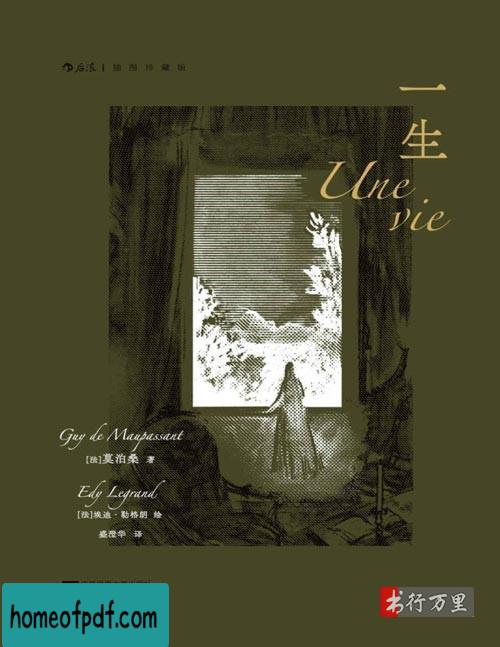 后浪 | 插图珍藏版
一生
Une
vie
Guy de Maupassant
[法]莫泊桑 著
Edy Legrand
[法]埃迪·勒格朗 绘
盛澄华 译
homeofpdf.com
书行万里